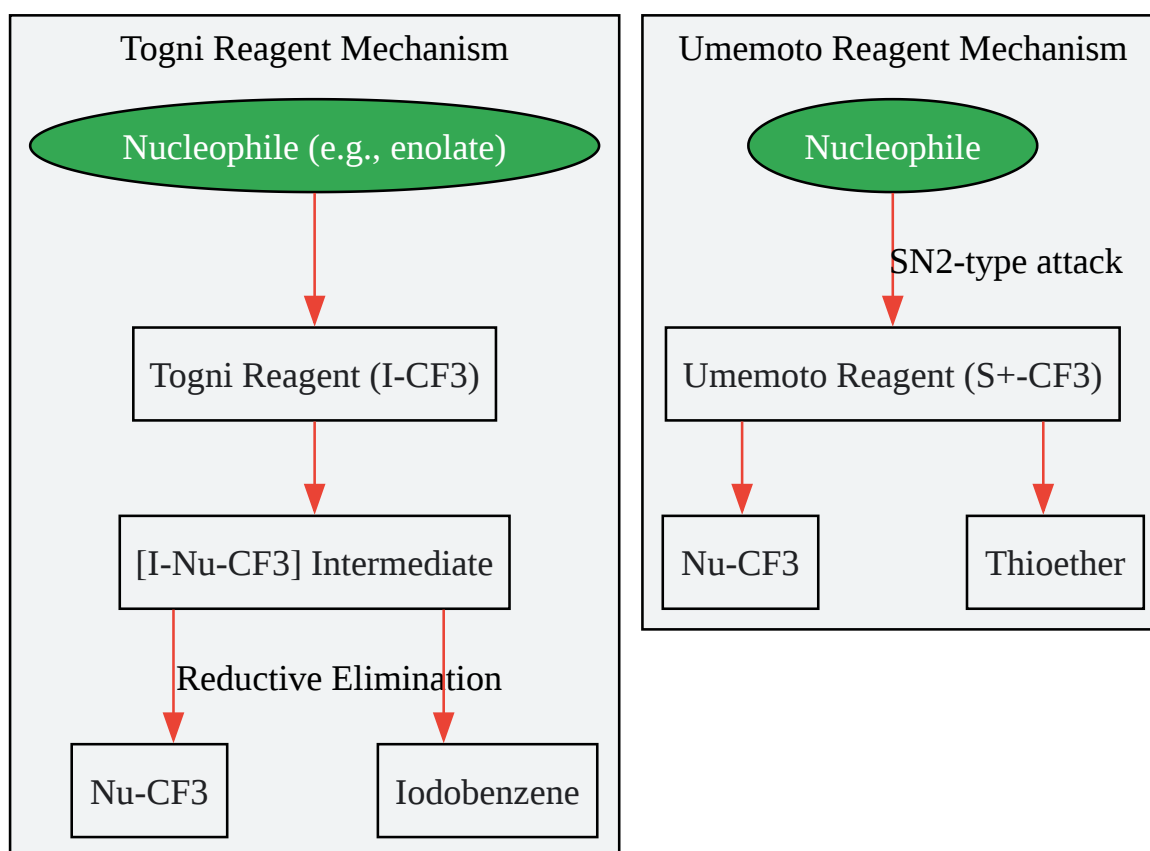 Togni Reagent Mechanism
Nucleophile (e.g., enolate)
Togni Reagent (I-CF3)
[I-Nu-CF3] Intermediate
Reductive Elimination
Nu-CF3
Iodobenzene
Umemoto Reagent Mechanism
Nucleophile
SN2-type attack
Umemoto Reagent (S+-CF3)
Nu-CF3
Thioether